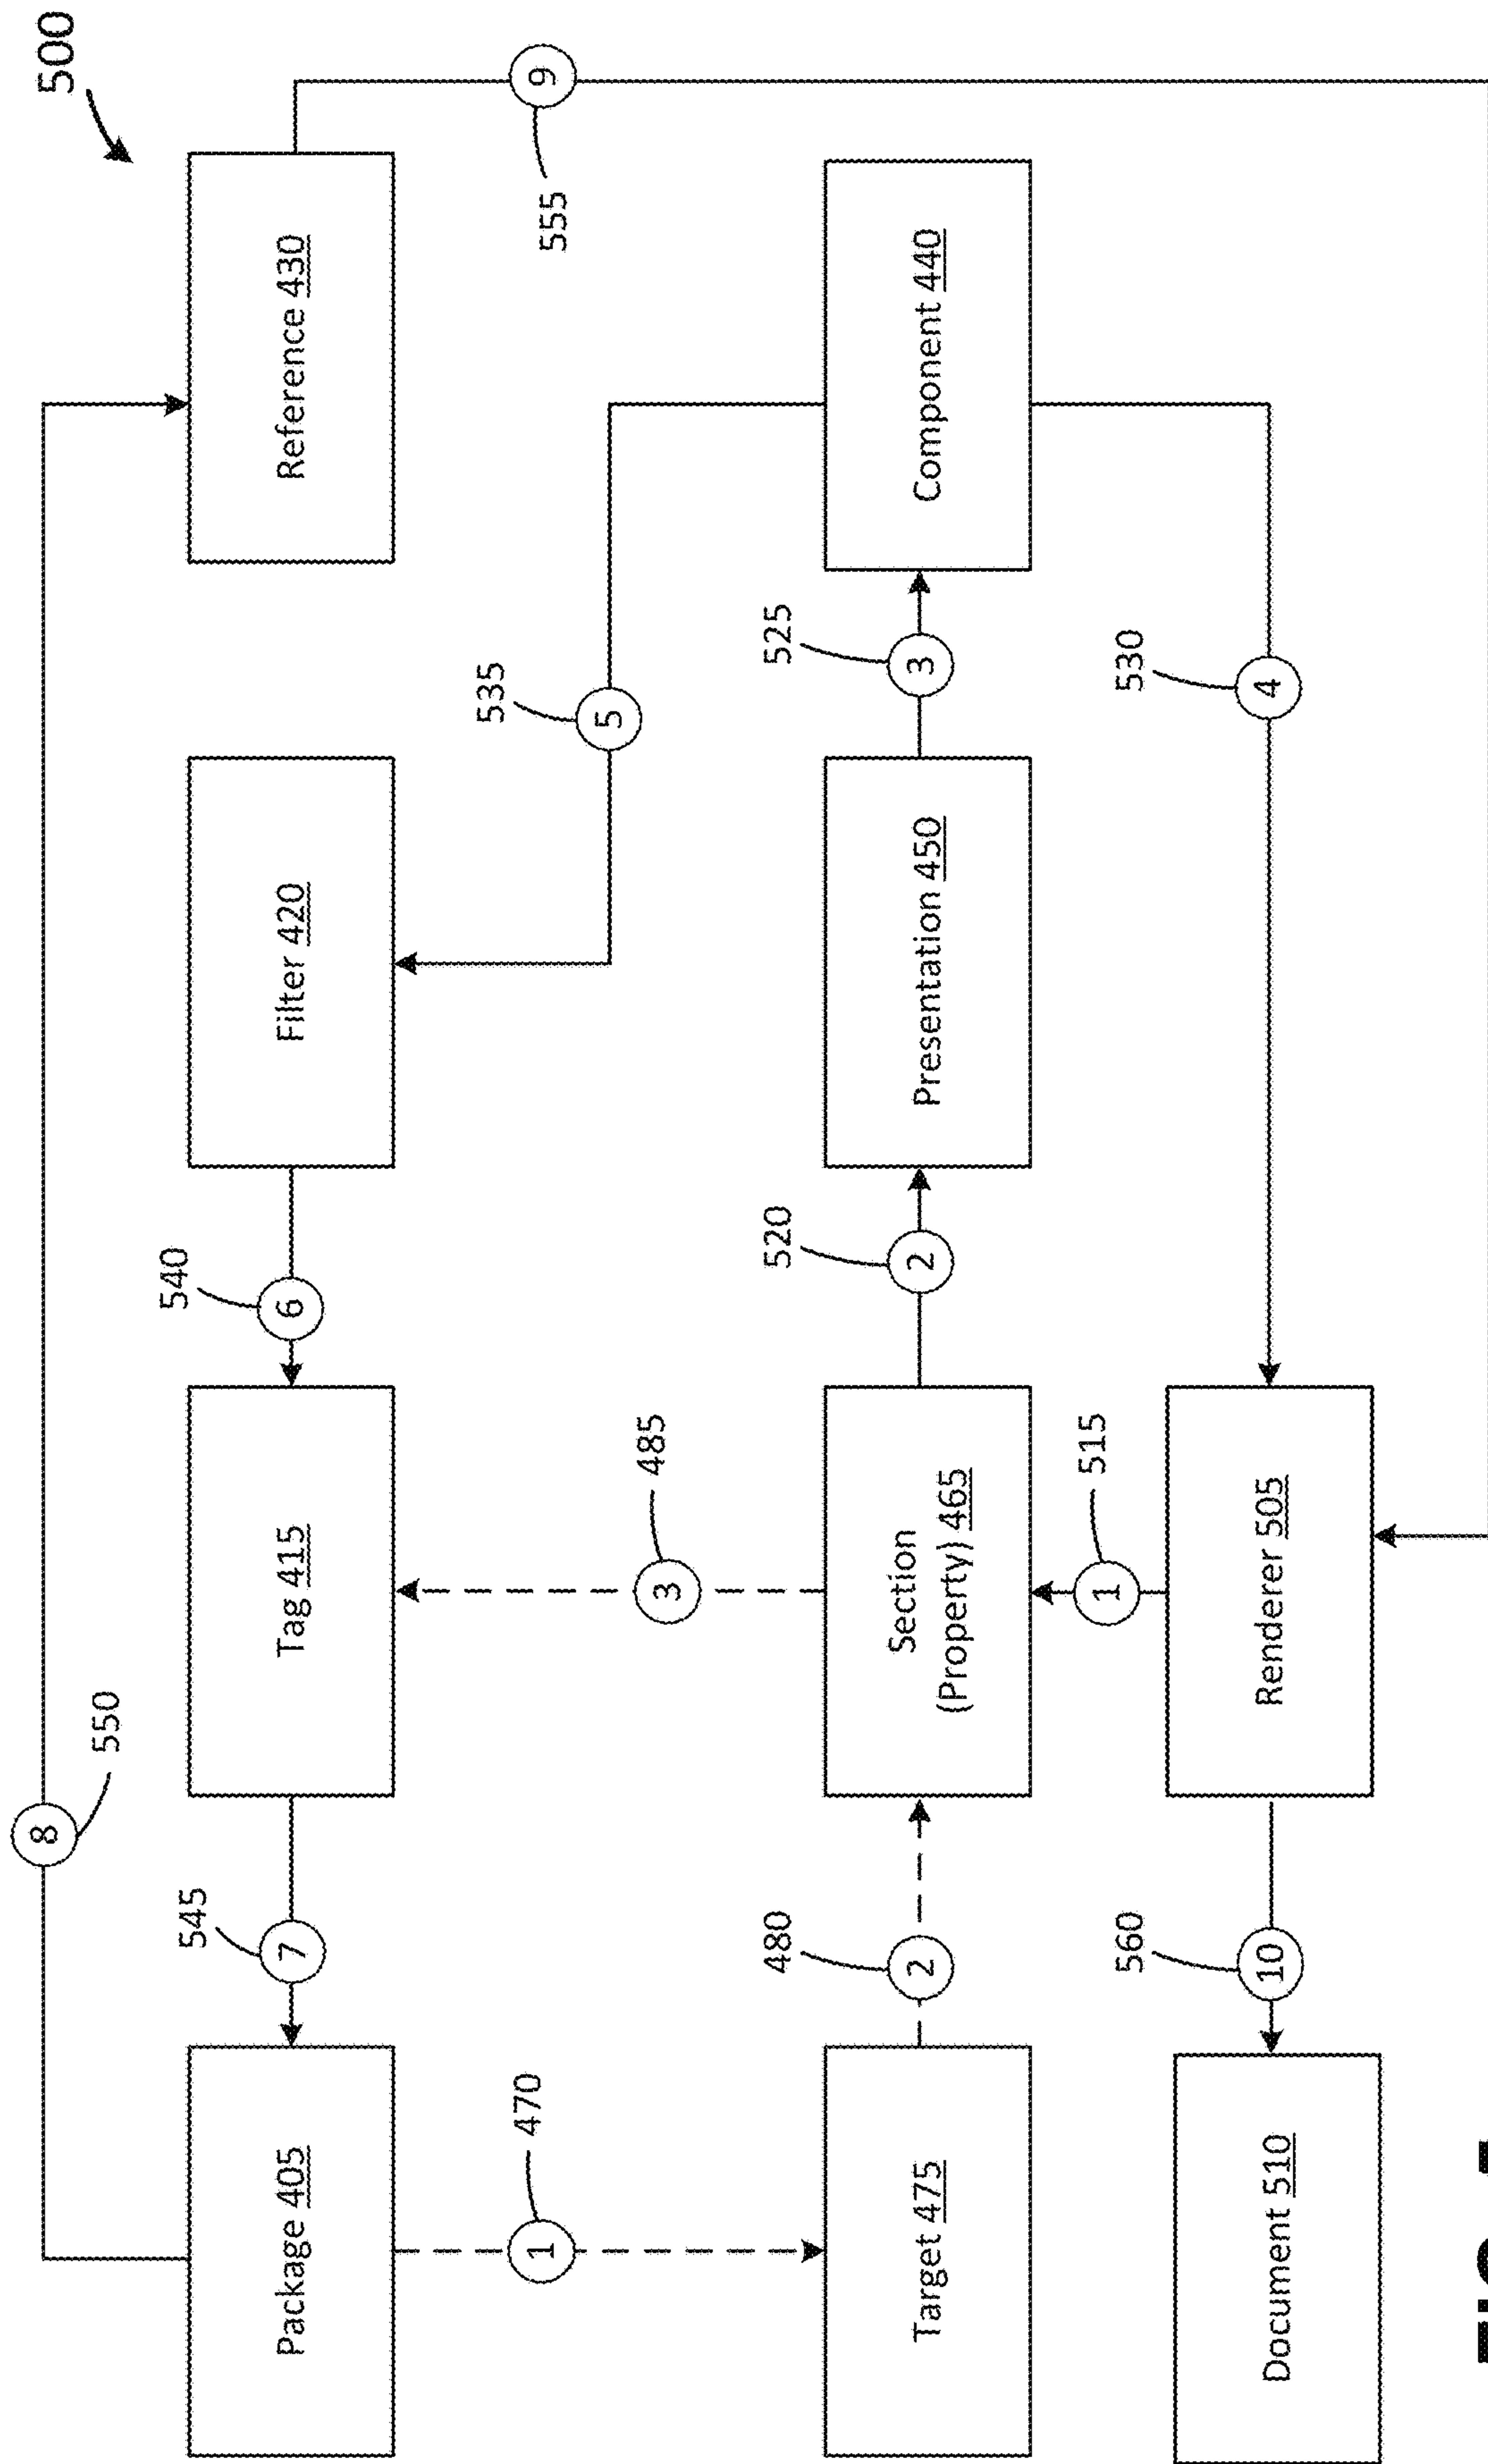 500
8
550
545
540
Package 405
7
Tag 415
6
Filter 420
Reference 430
470
1
485
3
535
5
555
9
480
520
525
Target 475
2
Section
(Property) 465
2
Presentation 450
3
Component 440
560
515
1
530
Document 510
10
Renderer 505
4